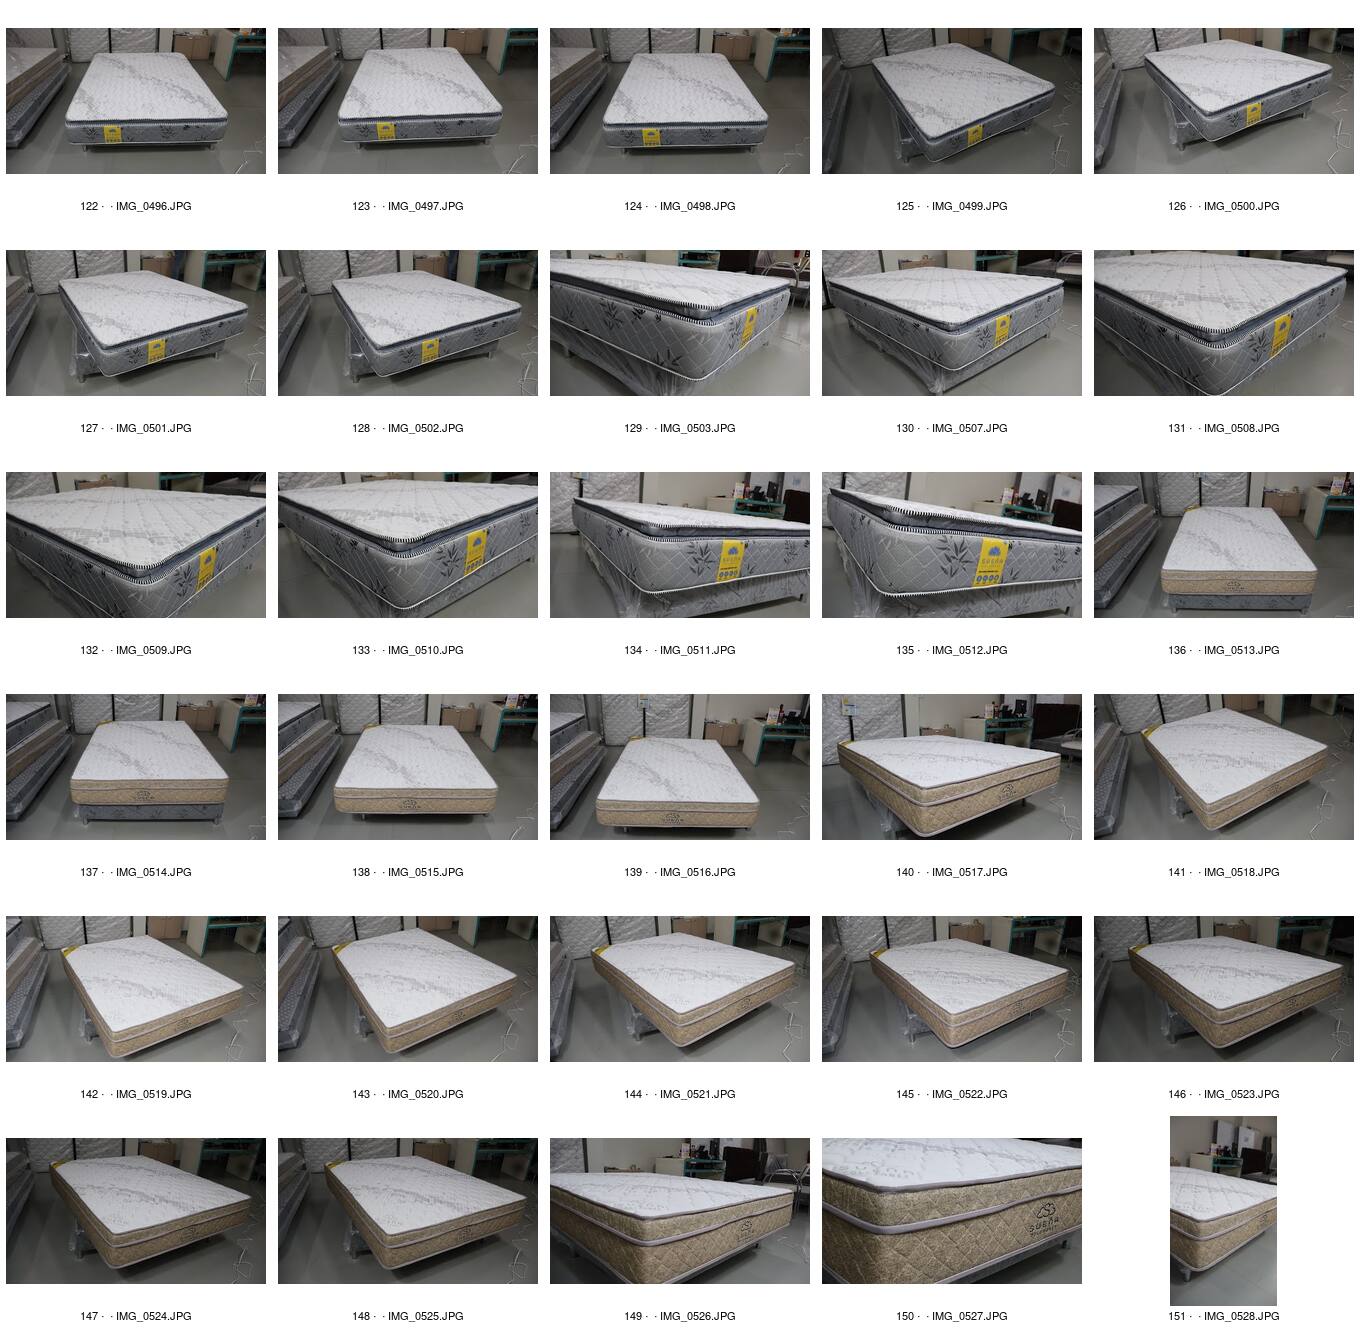 122 ·  · IMG_0496.JPG
123 ·  · IMG_0497.JPG
124 ·  · IMG_0498.JPG
125 ·  · IMG_0499.JPG
126 ·  · IMG_0500.JPG
127 ·  · IMG_0501.JPG
128 ·  · IMG_0502.JPG
129 ·  · IMG_0503.JPG
130 ·  · IMG_0507.JPG
131 ·  · IMG_0508.JPG
132 ·  · IMG_0509.JPG
133 ·  · IMG_0510.JPG
134 ·  · IMG_0511.JPG
135 ·  · IMG_0512.JPG
136 ·  · IMG_0513.JPG
137 ·  · IMG_0514.JPG
138 ·  · IMG_0515.JPG
139 ·  · IMG_0516.JPG
140 ·  · IMG_0517.JPG
141 ·  · IMG_0518.JPG
142 ·  · IMG_0519.JPG
143 ·  · IMG_0520.JPG
144 ·  · IMG_0521.JPG
145 ·  · IMG_0522.JPG
146 ·  · IMG_0523.JPG
147 ·  · IMG_0524.JPG
148 ·  · IMG_0525.JPG
149 ·  · IMG_0526.JPG
SUEÑA
150 ·  · IMG_0527.JPG
151 ·  · IMG_0528.JPG